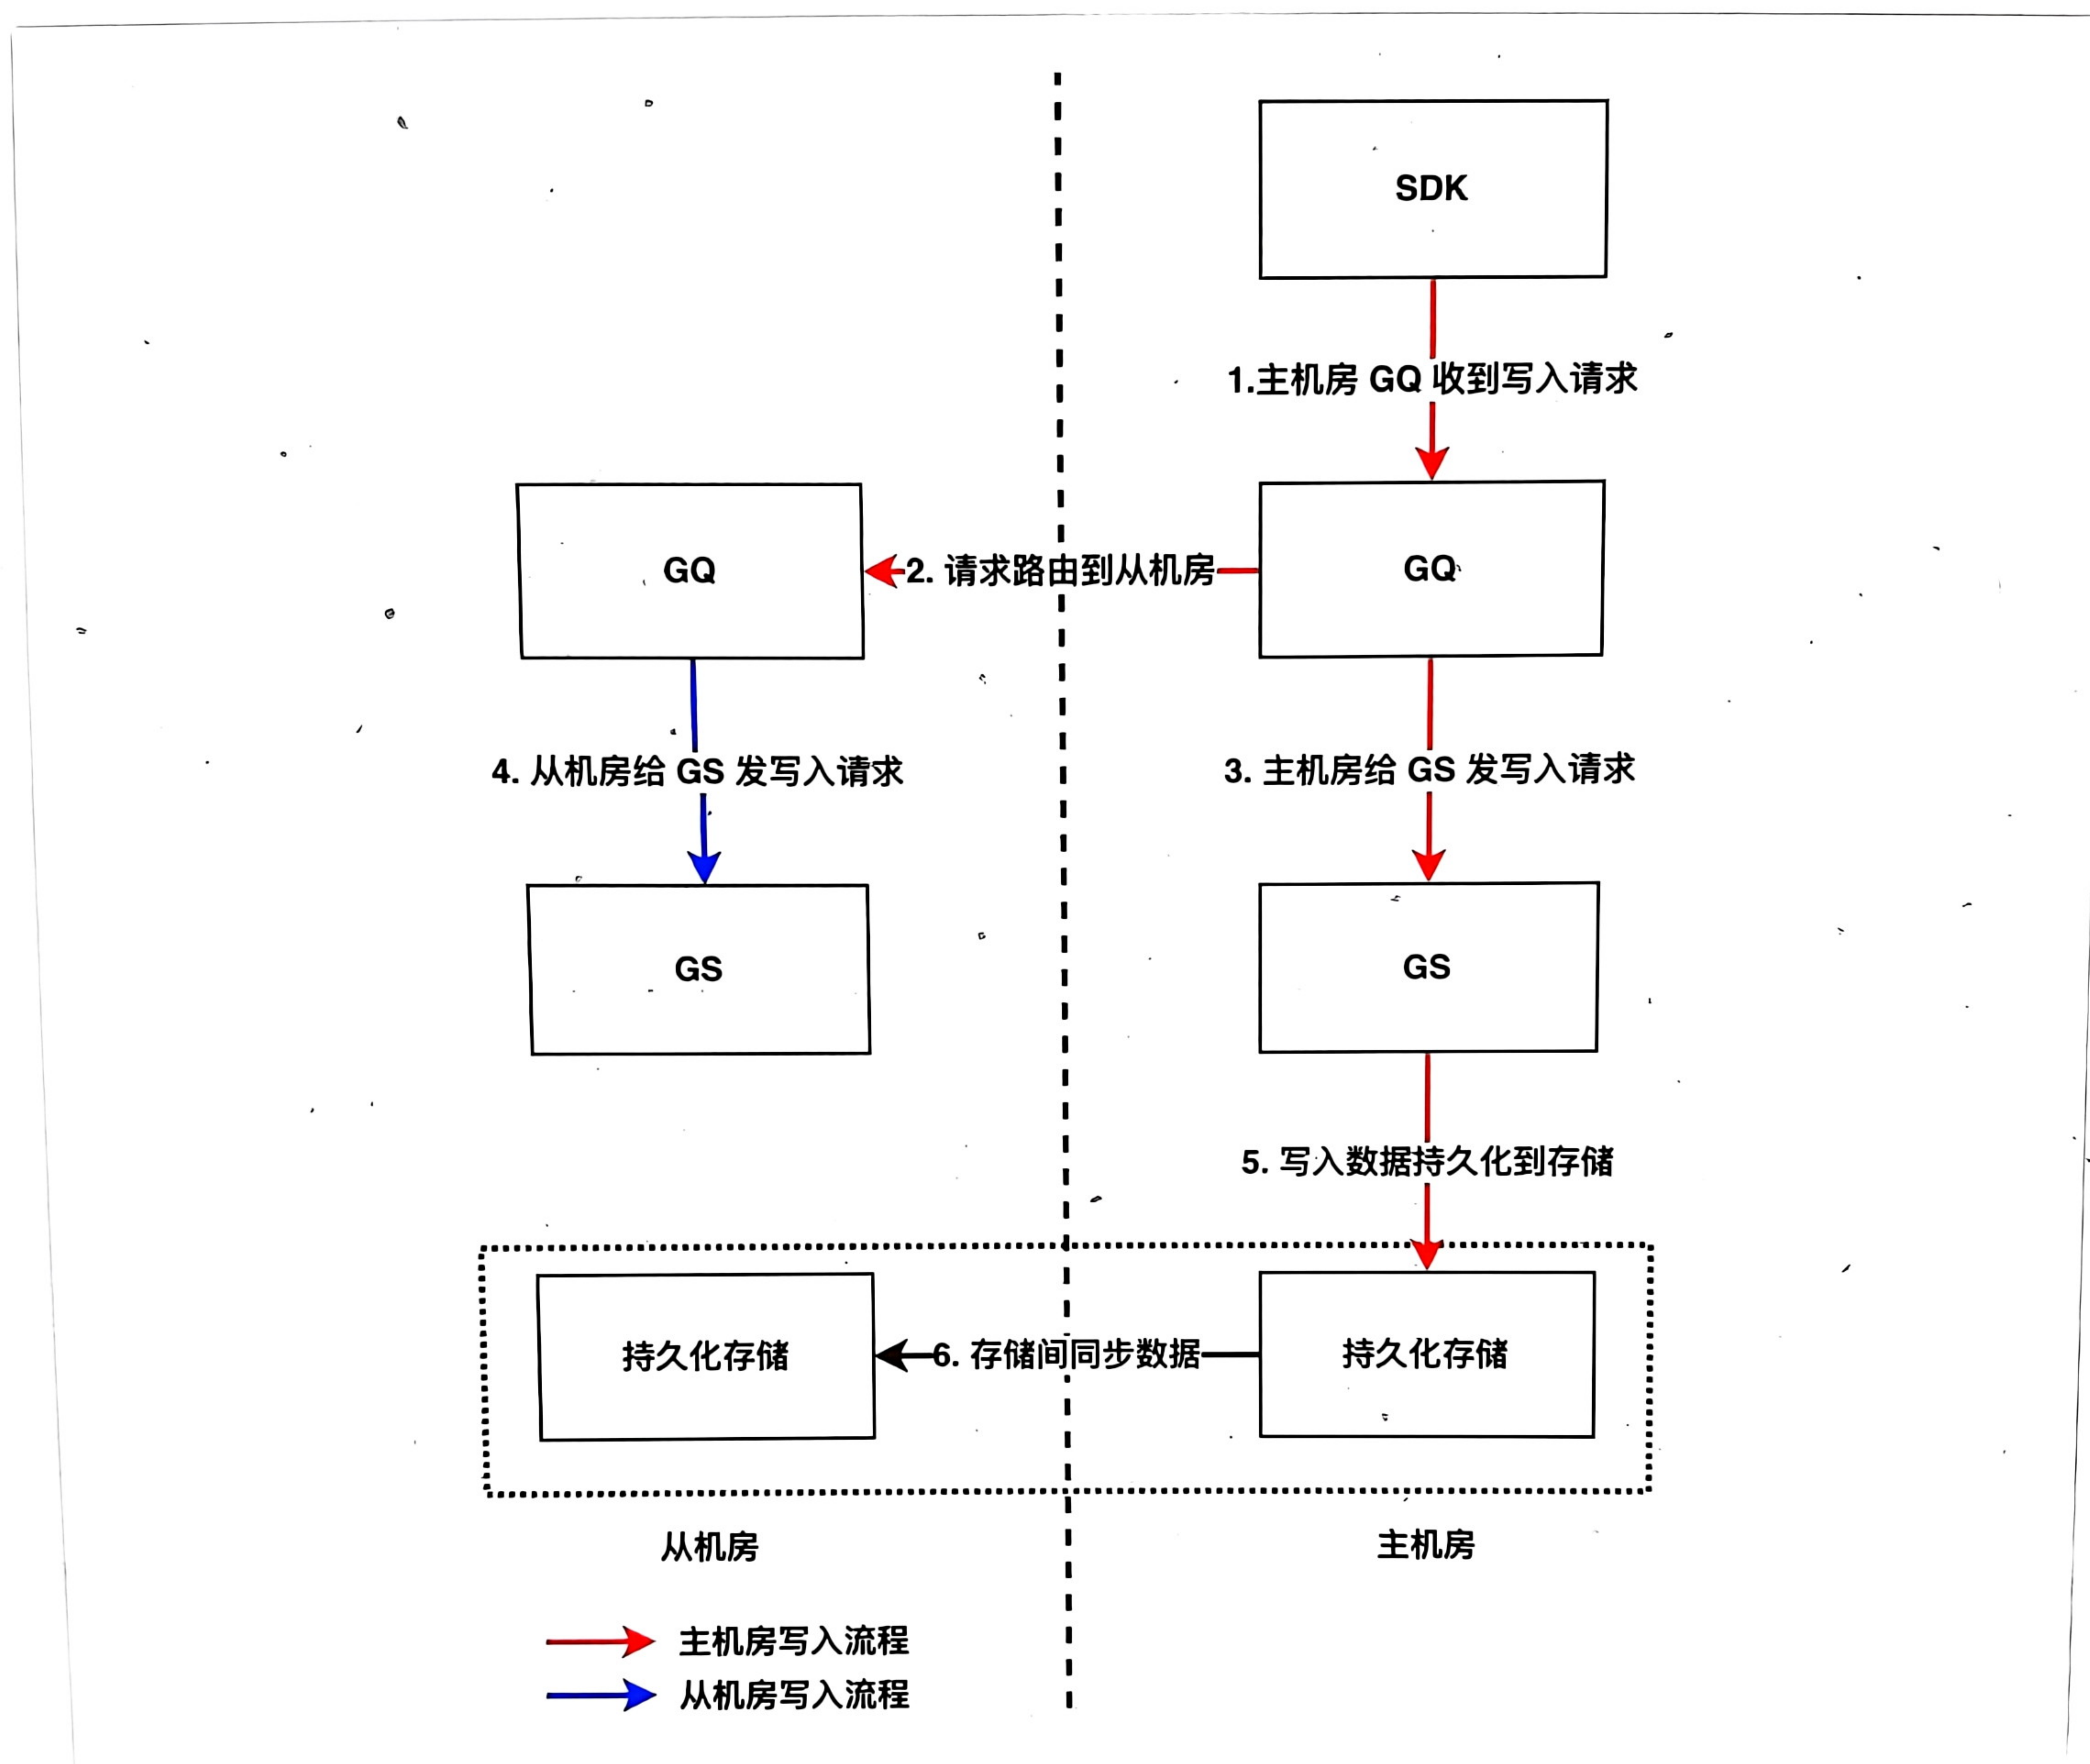 SDK
1.主机房 GQ 收到写入请求
GQ
2. 请求路由到从机房
GQ
4. 从机房给 GS 发写入请求
3. 主机房给 GS 发写入请求
GS
GS
5. 写入数据持久化到存储
持久化存储
6. 存储间同步数据
持久化存储
从机房
主机房
主机房写入流程
从机房写入流程